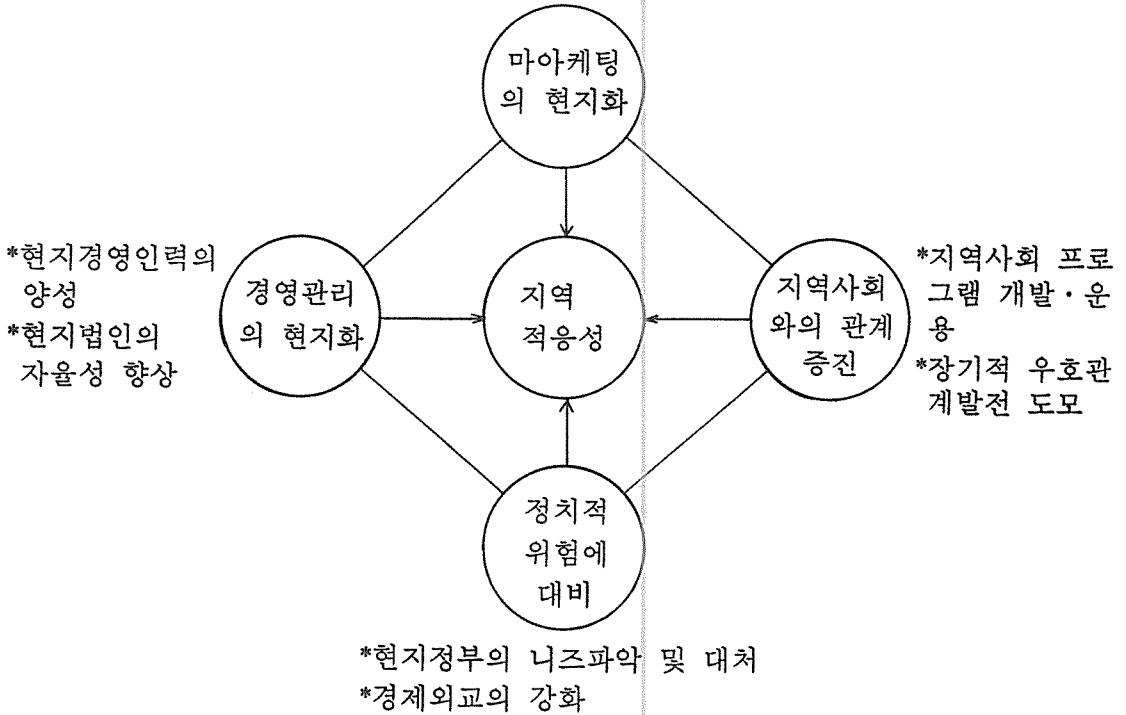 마아케팅
의 현지화
*현지경영인력의
양성
*현지법인의
자율성 향상
경영관리
의 현지화
지역
적응성
지역사회
와의 관계
증진
*지역사회 프로
그램 개발·운
용
*장기적 우호관
계발전 도모
정치적
위험에
대비
*현지정부의 니즈파악 및 대처
*경제외교의 강화